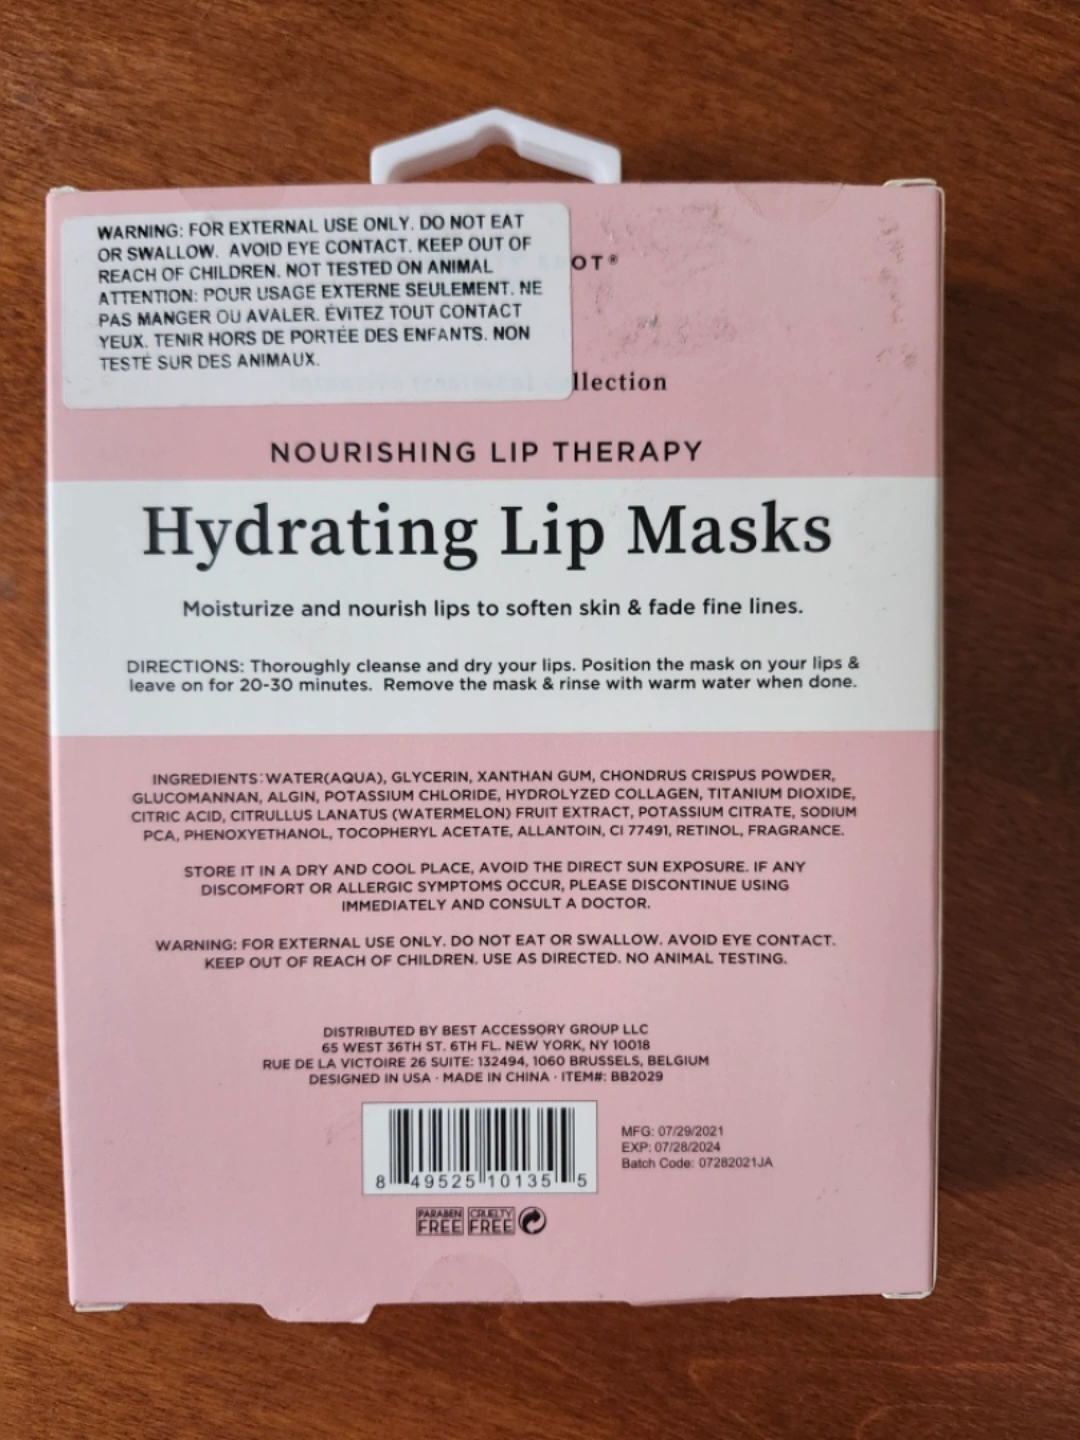 WARNING: FOR EXTERNAL USE ONLY. DO NOT EAT
OR SWALLOW. AVOID EYE CONTACT. KEEP OUT OF
REACH OF CHILDREN. NOT TESTED ON ANIMAL
ATTENTION: POUR USAGE EXTERNE SEULEMENT. NE
PAS MANGER OU AVALER. ÉVITEZ TOUT CONTACT
YEUX. TENIR HORS DE PORTÉE DES ENFANTS. NON
TESTÉ SUR DES ANIMAUX.
OT®
llection
NOURISHING LIP THERAPY
Hydrating Lip Masks
Moisturize and nourish lips to soften skin & fade fine lines.
DIRECTIONS: Thoroughly cleanse and dry your lips. Position the mask on your lips &
leave on for 20-30 minutes. Remove the mask & rinse with warm water when done.
INGREDIENTS:WATER(AQUA), GLYCERIN, XANTHAN GUM, CHONDRUS CRISPUS POWDER,
GLUCOMANNAN, ALGIN, POTASSIUM CHLORIDE, HYDROLYZED COLLAGEN, TITANIUM DIOXIDE,
CITRIC ACID, CITRULLUS LANATUS (WATERMELON) FRUIT EXTRACT, POTASSIUM CITRATE, SODIUM
PCA, PHENOXYETHANOL, TOCOPHERYL ACETATE, ALLANTOIN, CI 77491, RETINOL, FRAGRANCE.
STORE IT IN A DRY AND COOL PLACE, AVOID THE DIRECT SUN EXPOSURE. IF ANY
DISCOMFORT OR ALLERGIC SYMPTOMS OCCUR, PLEASE DISCONTINUE USING
IMMEDIATELY AND CONSULT A DOCTOR.
WARNING: FOR EXTERNAL USE ONLY. DO NOT EAT OR SWALLOW. AVOID EYE CONTACT.
KEEP OUT OF REACH OF CHILDREN. USE AS DIRECTED. NO ANIMAL TESTING.
DISTRIBUTED BY BEST ACCESSORY GROUP LLC
65 WEST 36TH ST. 6TH FL. NEW YORK, NY 10018
RUE DE LA VICTOIRE 26 SUITE: 132494, 1060 BRUSSELS, BELGIUM
DESIGNED IN USA · MADE IN CHINA · ITEM#: BB2029
MFG: 07/29/2021
EXP: 07/28/2024
Batch Code: 07282021JA
8 49525 10135 5
PARABEN FREE CRUELTY FREE